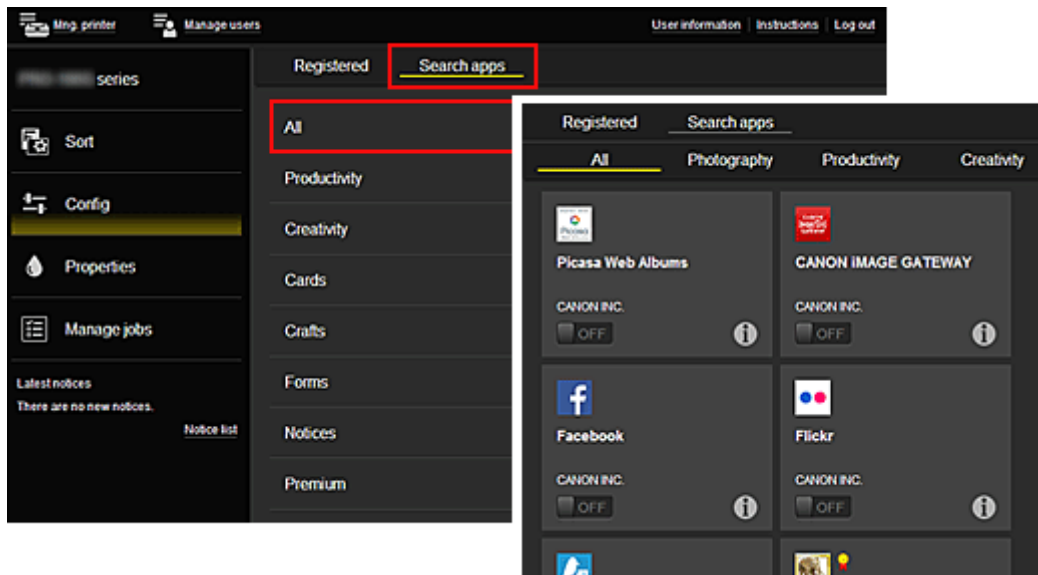 Mng. printer
Manage users
User information
Instructions
Log out
series
Sort
Config
Properties
Manage jobs
Latest notices
There are no new notices.
Notice list
Registered
Search apps
All
Productivity
Creativity
Cards
Crafts
Forms
Notices
Premium
Registered
Search apps
All
Photography
Productivity
Creativity
Picasa
Picasa Web Albums
CANON INC.
OFF
CANON iMAGE GATEWAY
CANON INC.
OFF
Facebook
CANON INC.
OFF
Flickr
CANON INC.
OFF